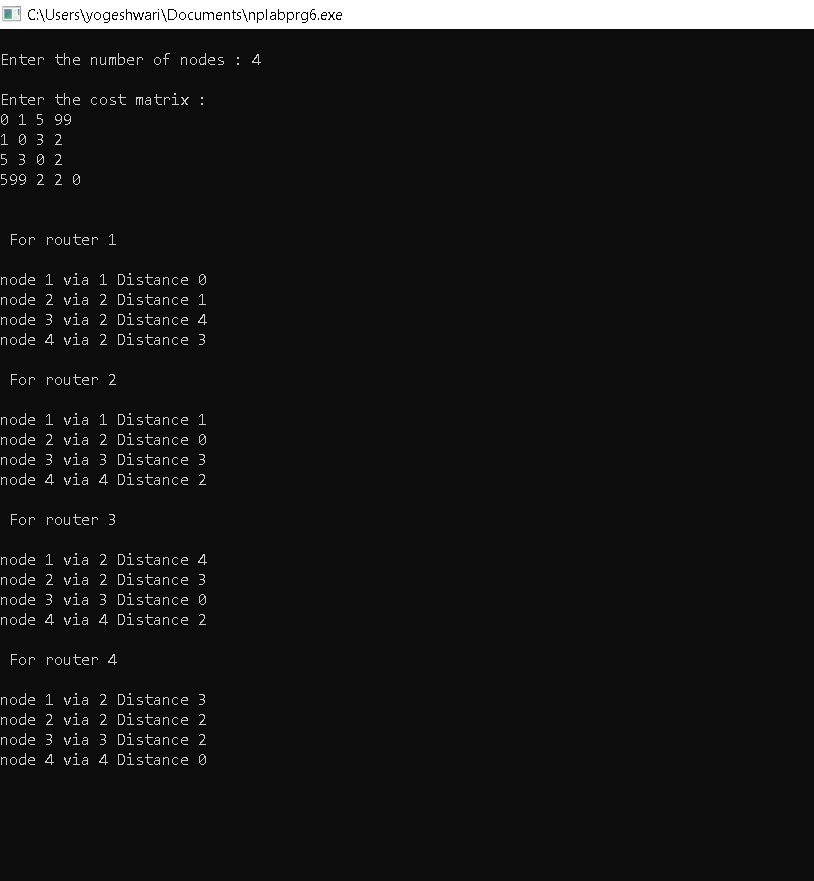 C:\Users\yogeshwari\Documents\nplabprg6.exe
Enter the number of nodes : 4
Enter the cost matrix :
0 1 5 99
1 0 3 2
5 3 0 2
599 2 2 0
For router 1
node 1 via 1 Distance 0
node 2 via 2 Distance 1
node 3 via 2 Distance 4
node 4 via 2 Distance 3
For router 2
node 1 via 1 Distance 1
node 2 via 2 Distance 0
node 3 via 3 Distance 3
node 4 via 4 Distance 2
For router 3
node 1 via 2 Distance 4
node 2 via 2 Distance 3
node 3 via 3 Distance 0
node 4 via 4 Distance 2
For router 4
node 1 via 2 Distance 3
node 2 via 2 Distance 2
node 3 via 3 Distance 2
node 4 via 4 Distance 0